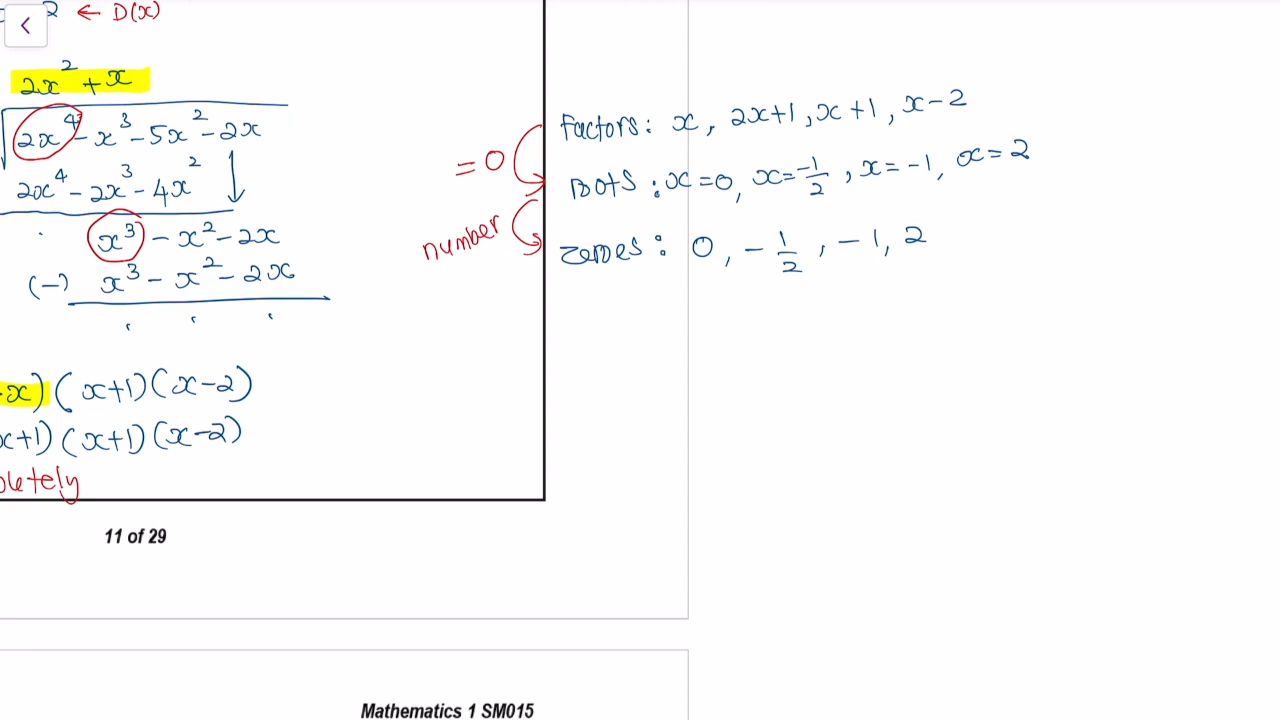 2 ← D(x)
2x² + x
2x⁴ - x³ - 5x² - 2x
2x⁴ - 2x³ - 4x²
x³ - x² - 2x
(-) x³ - x² - 2x
x) (x+1)(x-2)
x+1) (x+1)(x-2)
letely
11 of 29
factors: x, 2x+1, x+1, x-2
= 0
roots : x=0, x=-1/2, x=-1, x=2
number
zeroes : 0, -1/2, -1, 2
Mathematics 1 SM015